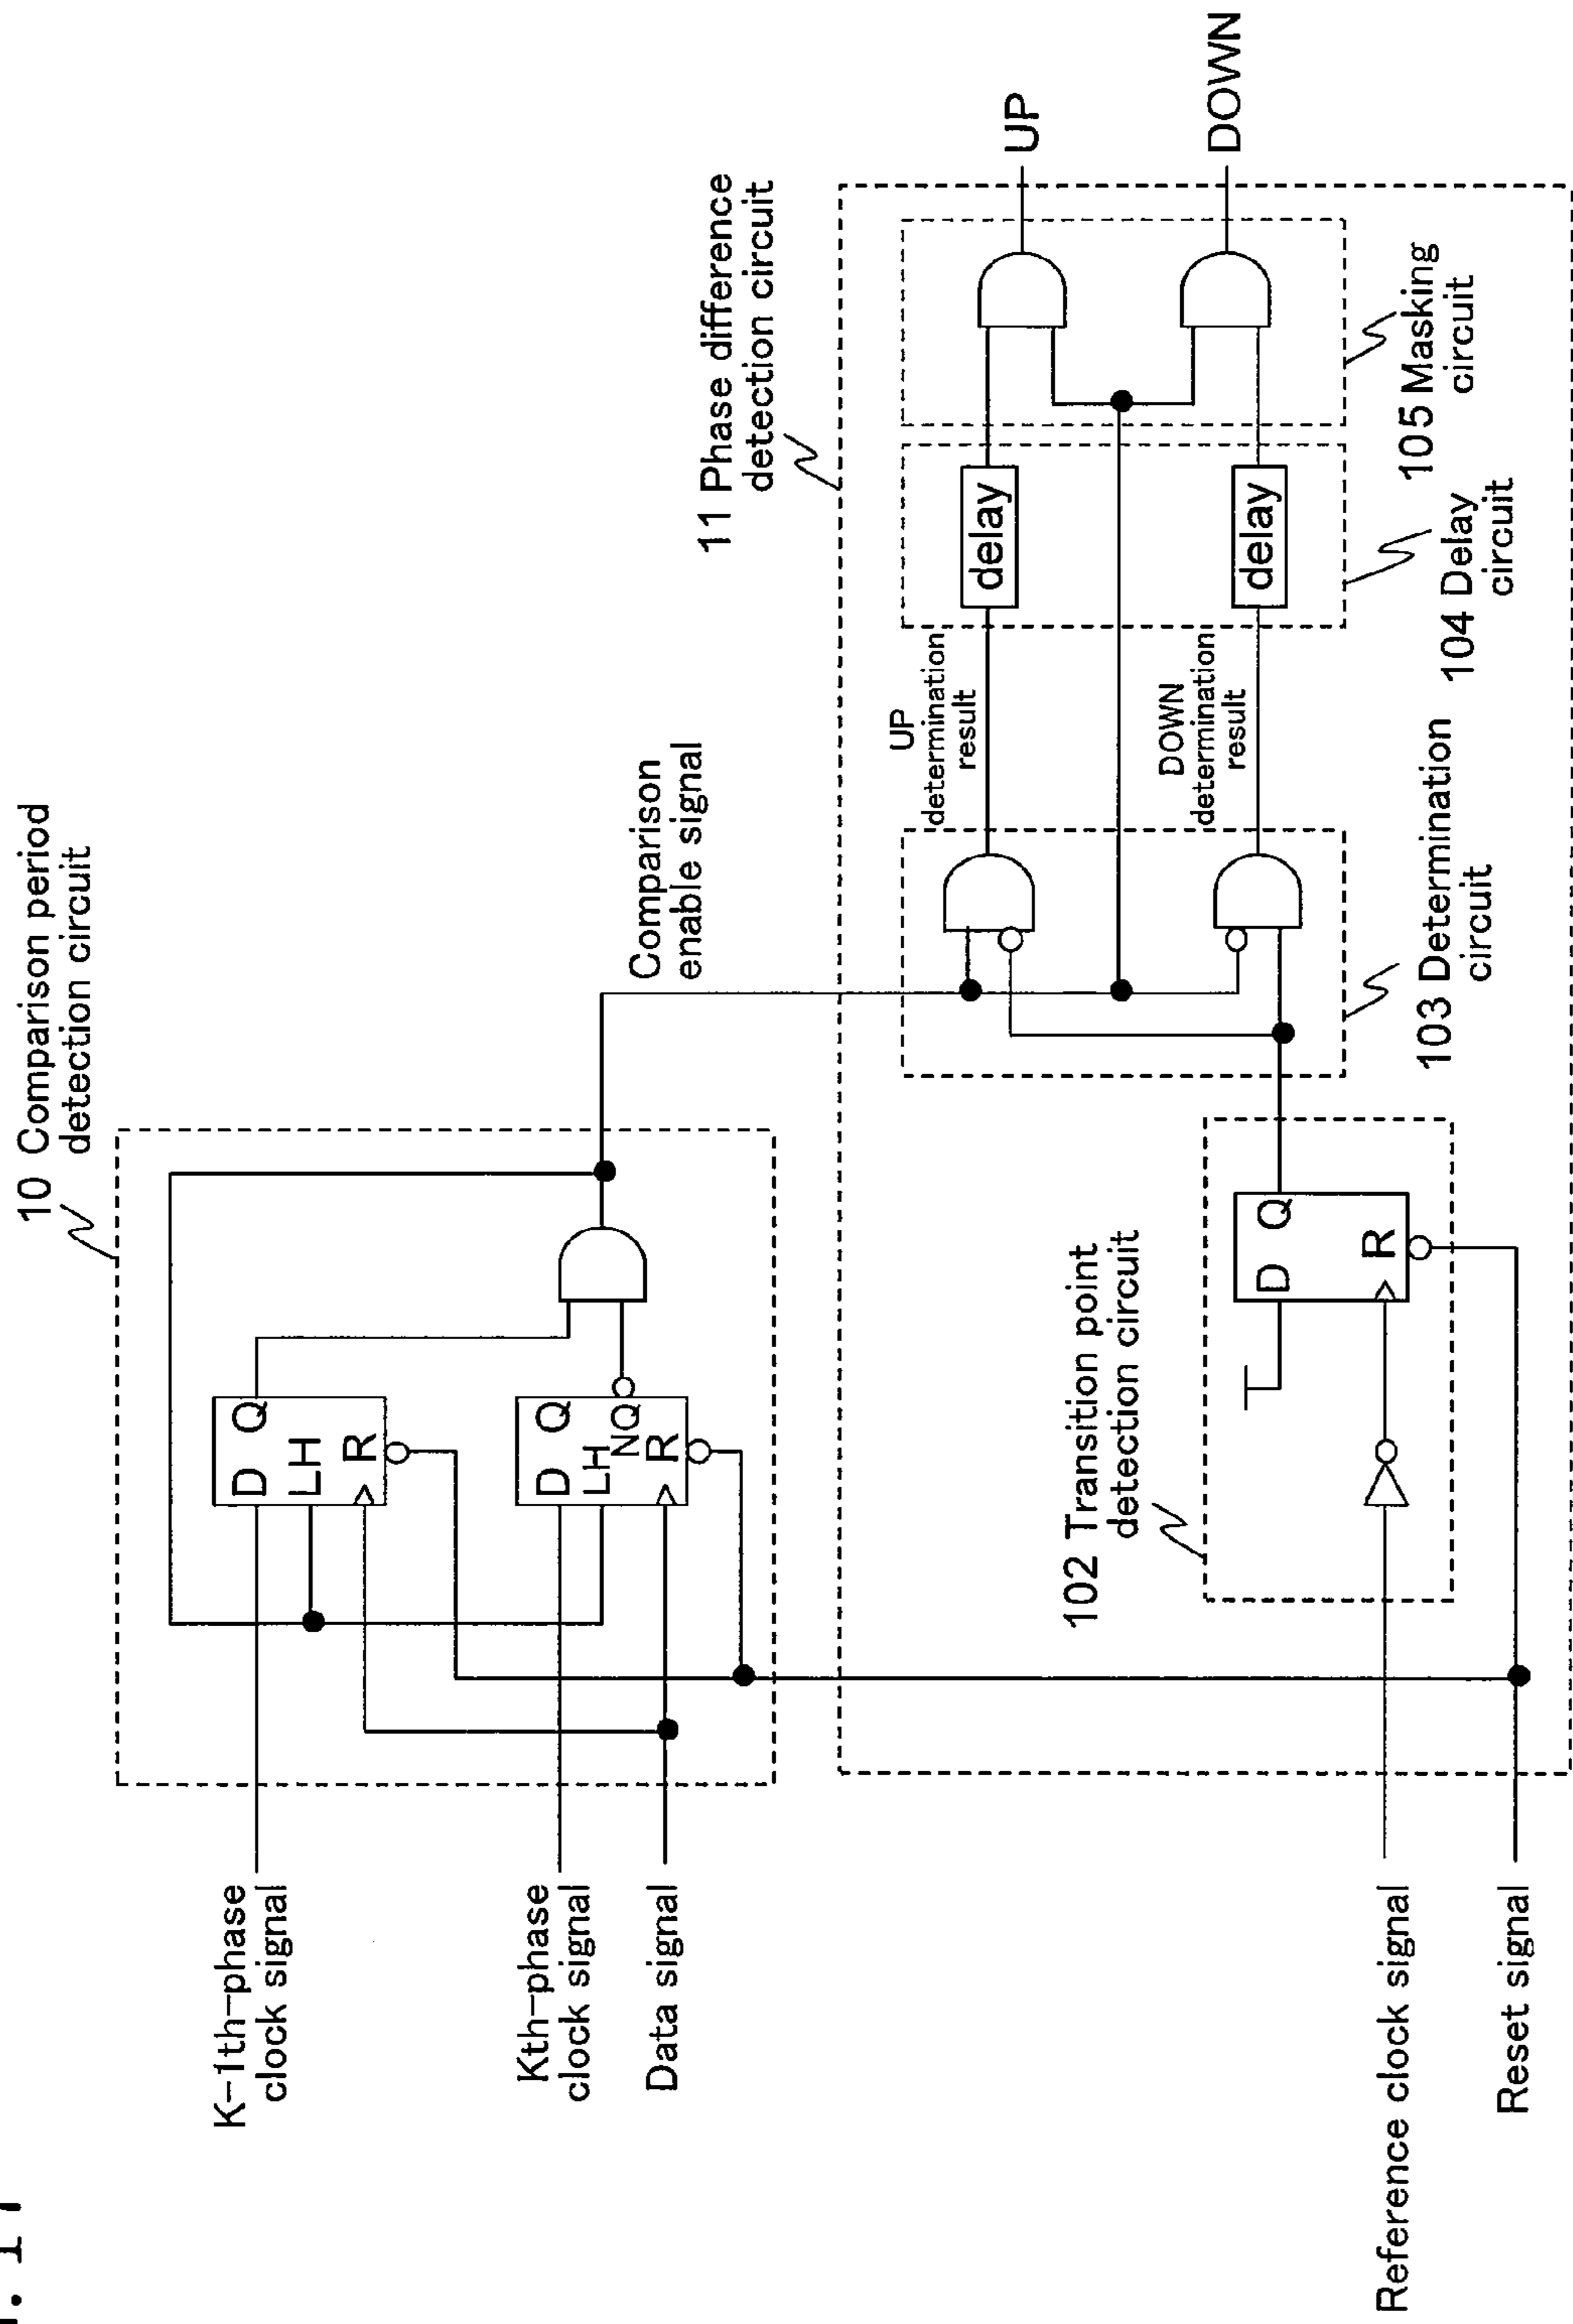 10 Comparison period
detection circuit
K-1th-phase
clock signal
D Q
LH
R
Kth-phase
clock signal
D Q
LH
NQ
R
Data signal
Comparison
enable signal
11 Phase difference
detection circuit
UP
determination
result
delay
UP
DOWN
determination
result
delay
DOWN
102 Transition point
detection circuit
D Q
R
Reference clock signal
Reset signal
103 Determination
circuit
104 Delay
circuit
105 Masking
circuit